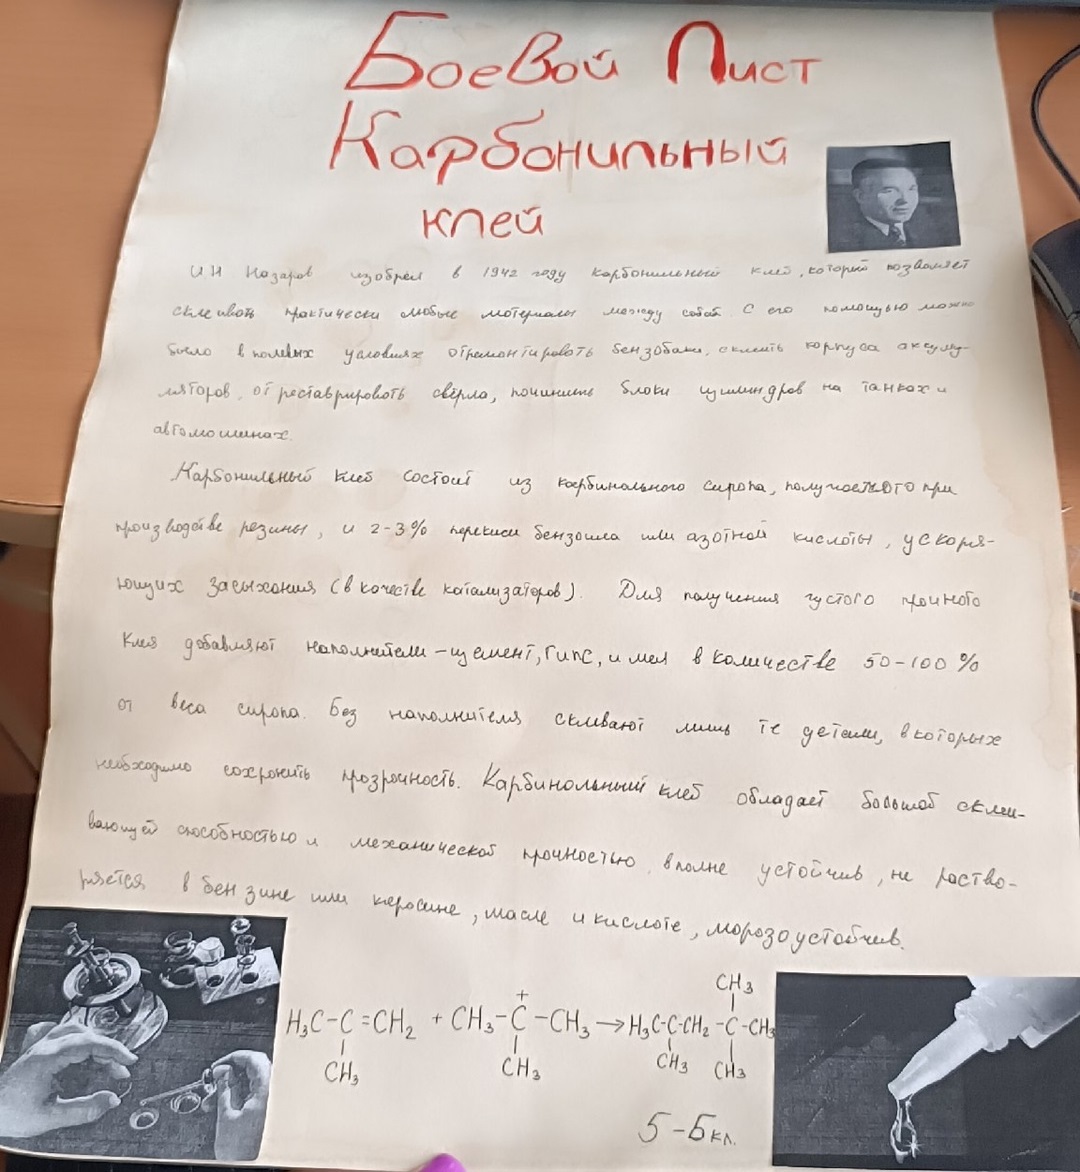 Боевой Лист
Карбонильный
клей
И Н Назаров изобрел в 1942 году карбонильный клей, который позволяет
склеивать практически любые материалы между собой. С его помощью можно
было в полевых условиях отремонтировать бензобаки, склеить корпуса аккуму-
ляторов, отреставрировать свёрла, починить блоки цилиндров на танках и
автомашинах.
Карбонильный клей состоит из карбинального сиропа, получаемого при
производстве резины, и 2-3% перекиси бензоила или азотной кислоты, ускоря-
ющих засыхания (в качестве катализаторов). Для получения густого прочного
клея добавляют наполнители - цемент, гипс, и мел в количестве 50-100%
от веса сиропа. Без наполнителя склеивают лишь те детали, в которых
необходимо сохранить прозрачность. Карбинольный клей обладает большой склеи-
вающей способностью и механической прочностью, вполне устойчив, не раство-
ряется в бензине или керосине, масле и кислоте, морозоустойчив.
CH3
+
H3C-C=CH2 + CH3-C-CH3→H3C-C-CH2-C-CH3
CH3 CH3 CH3 CH3
5-Б кл.